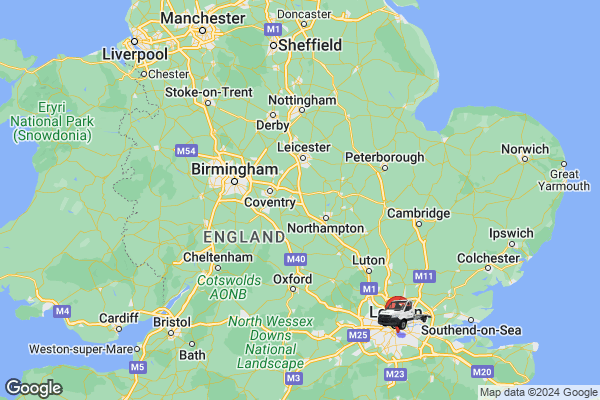 Doncaster
Manchester
M1
Liverpool
Sheffield
Chester
Stoke-on-Trent
Eryri
National Park
(Snowdonia)
Nottingham
Derby
M54
Leicester
Peterborough
Norwich
Birmingham
Great
Yarmouth
Coventry
Northampton
Cambridge
ENGLAND
Ipswich
M40
Cheltenham
Luton
M11
Colchester
Cotswolds
AONB
Oxford
M1
M4
Cardiff
Bristol
North Wessex
Downs
National
Landscape
M25
Southend-on-Sea
Weston-super-Mare
Bath
M5
M3
M23
M20
Google
Google
Map data ©2024 Google